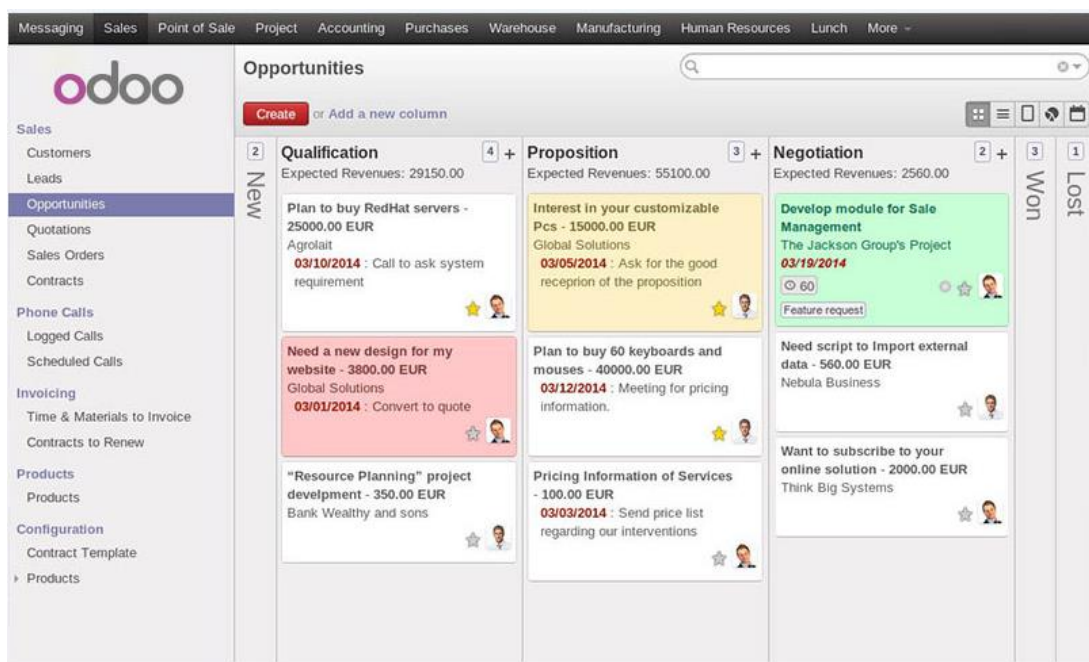 Messaging Sales Point of Sale Project Accounting Purchases Warehouse Manufacturing Human Resources Lunch More
odoo
Sales
Customers
Leads
Opportunities
Quotations
Sales Orders
Contracts
Phone Calls
Logged Calls
Scheduled Calls
Invoicing
Time & Materials to Invoice
Contracts to Renew
Products
Products
Configuration
Contract Template
Products
Opportunities
Create or Add a new column
2
New
Qualification 4 +
Expected Revenues: 29150.00
Plan to buy RedHat servers -
25000.00 EUR
Agrolait
03/10/2014 : Call to ask system
requirement
Need a new design for my
website - 3800.00 EUR
Global Solutions
03/01/2014 : Convert to quote
“Resource Planning” project
develpment - 350.00 EUR
Bank Wealthy and sons
Proposition 3 +
Expected Revenues: 55100.00
Interest in your customizable
Pcs - 15000.00 EUR
Global Solutions
03/05/2014 : Ask for the good
receprion of the proposition
Plan to buy 60 keyboards and
mouses - 40000.00 EUR
03/12/2014 : Meeting for pricing
information.
Pricing Information of Services
- 100.00 EUR
03/03/2014 : Send price list
regarding our interventions
Negotiation 2 +
Expected Revenues: 2560.00
Develop module for Sale
Management
The Jackson Group's Project
03/19/2014
60
Feature request
Need script to Import external
data - 560.00 EUR
Nebula Business
Want to subscribe to your
online solution - 2000.00 EUR
Think Big Systems
3
Won
1
Lost